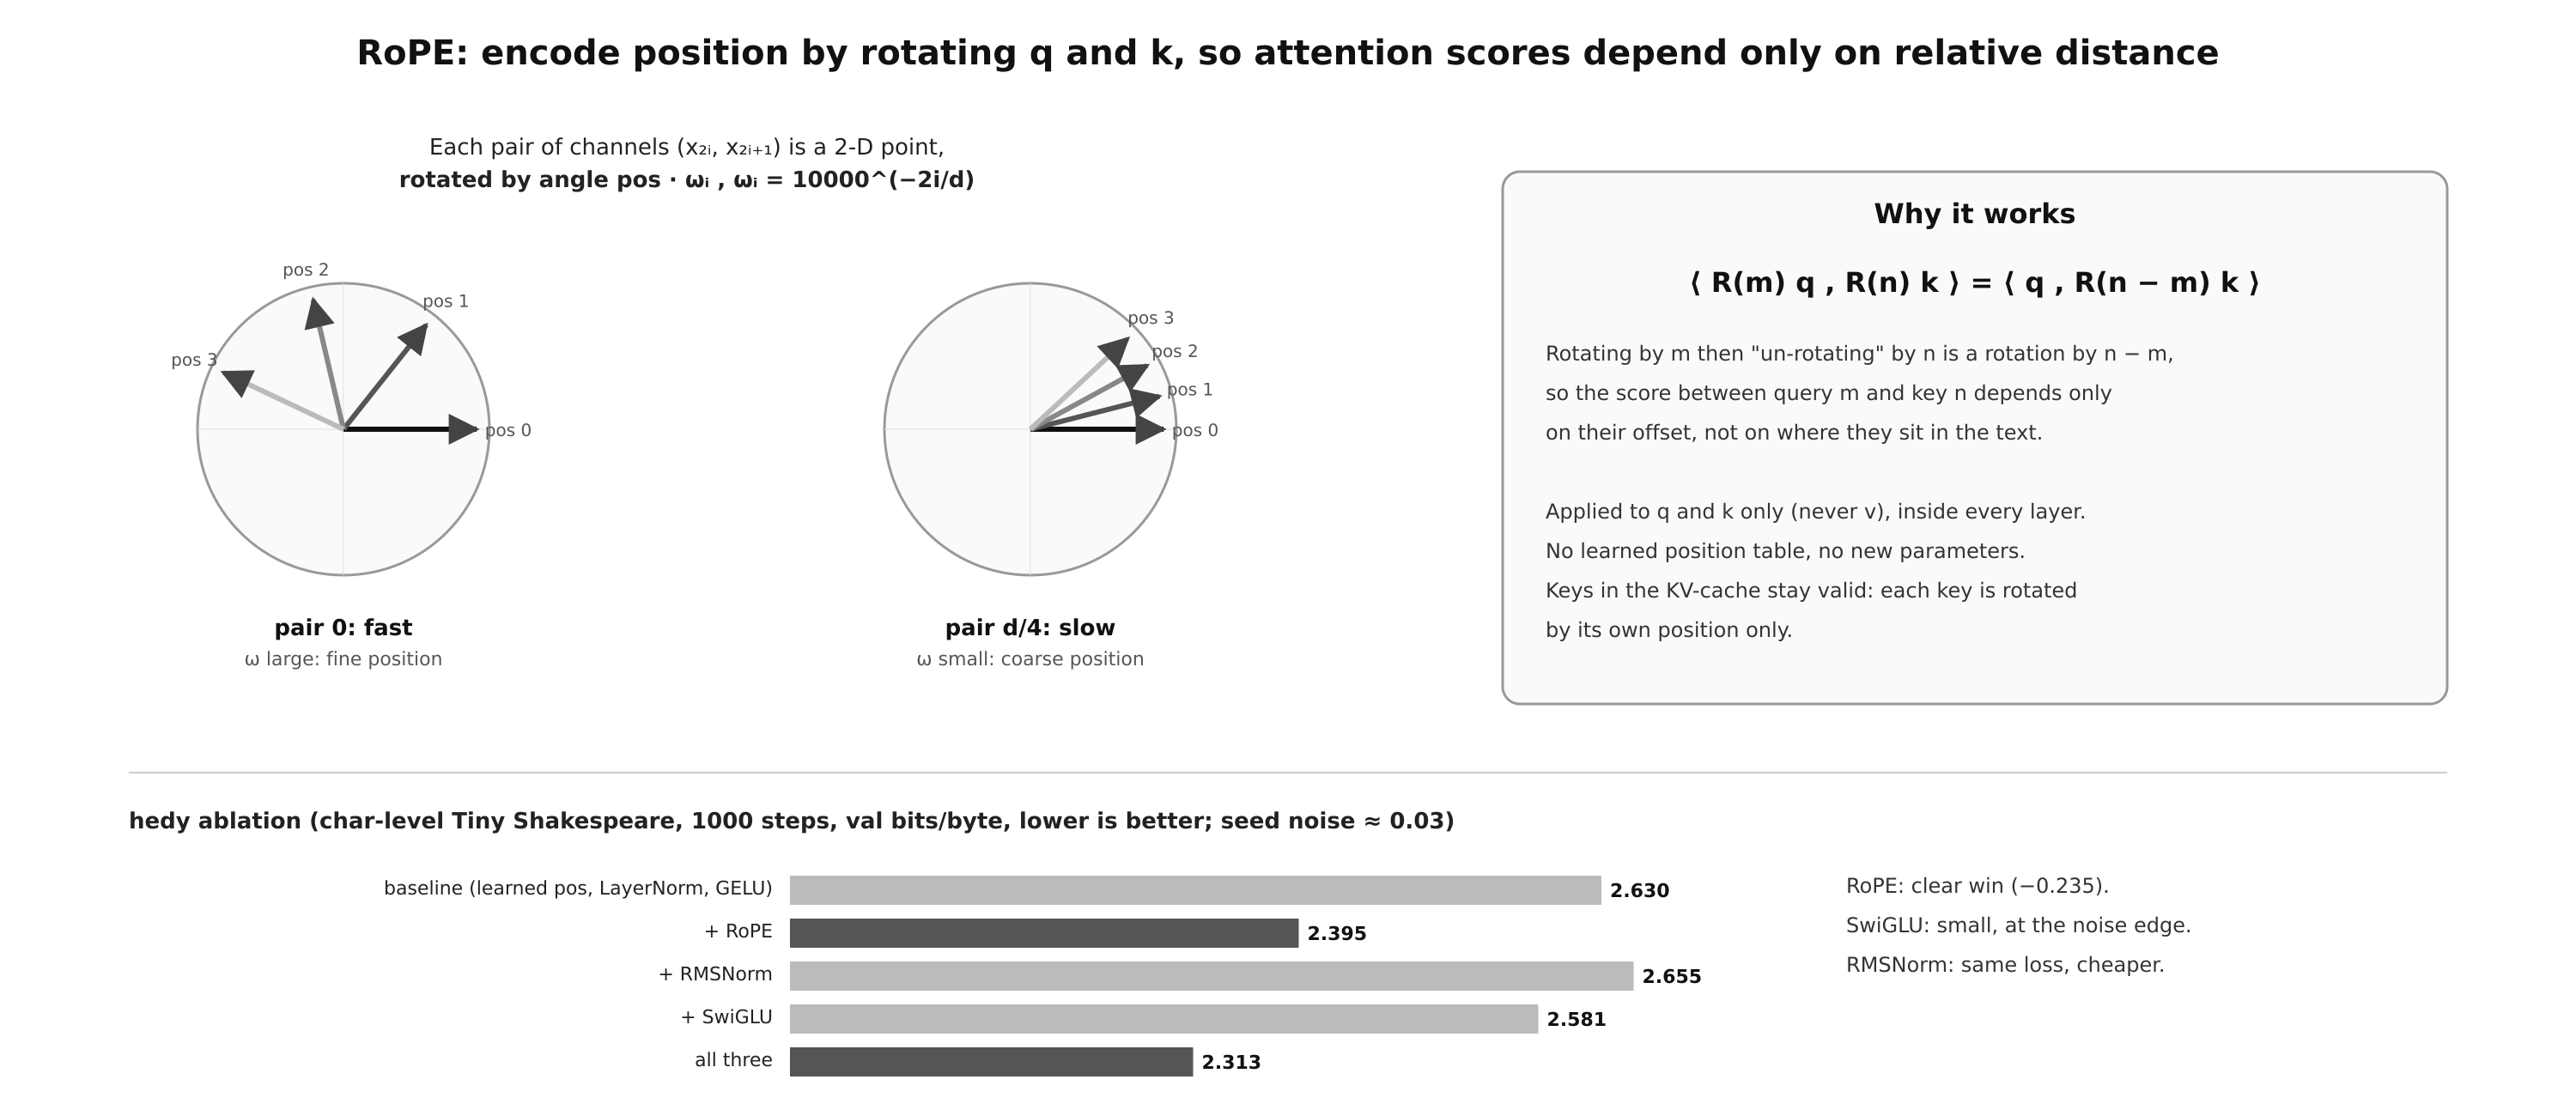 RoPE: encode position by rotating q and k, so attention scores depend only on relative distance
Each pair of channels (x₂ᵢ, x₂ᵢ₊₁) is a 2-D point,
rotated by angle pos · ωᵢ , ωᵢ = 10000^(−2i/d)
pos 2
pos 1
pos 3
pos 0
pair 0: fast
ω large: fine position
pos 3
pos 2
pos 1
pos 0
pair d/4: slow
ω small: coarse position
Why it works
⟨ R(m) q , R(n) k ⟩ = ⟨ q , R(n − m) k ⟩
Rotating by m then "un-rotating" by n is a rotation by n − m,
so the score between query m and key n depends only
on their offset, not on where they sit in the text.
Applied to q and k only (never v), inside every layer.
No learned position table, no new parameters.
Keys in the KV-cache stay valid: each key is rotated
by its own position only.
hedy ablation (char-level Tiny Shakespeare, 1000 steps, val bits/byte, lower is better; seed noise ≈ 0.03)
baseline (learned pos, LayerNorm, GELU) 2.630
+ RoPE 2.395
+ RMSNorm 2.655
+ SwiGLU 2.581
all three 2.313
RoPE: clear win (−0.235).
SwiGLU: small, at the noise edge.
RMSNorm: same loss, cheaper.